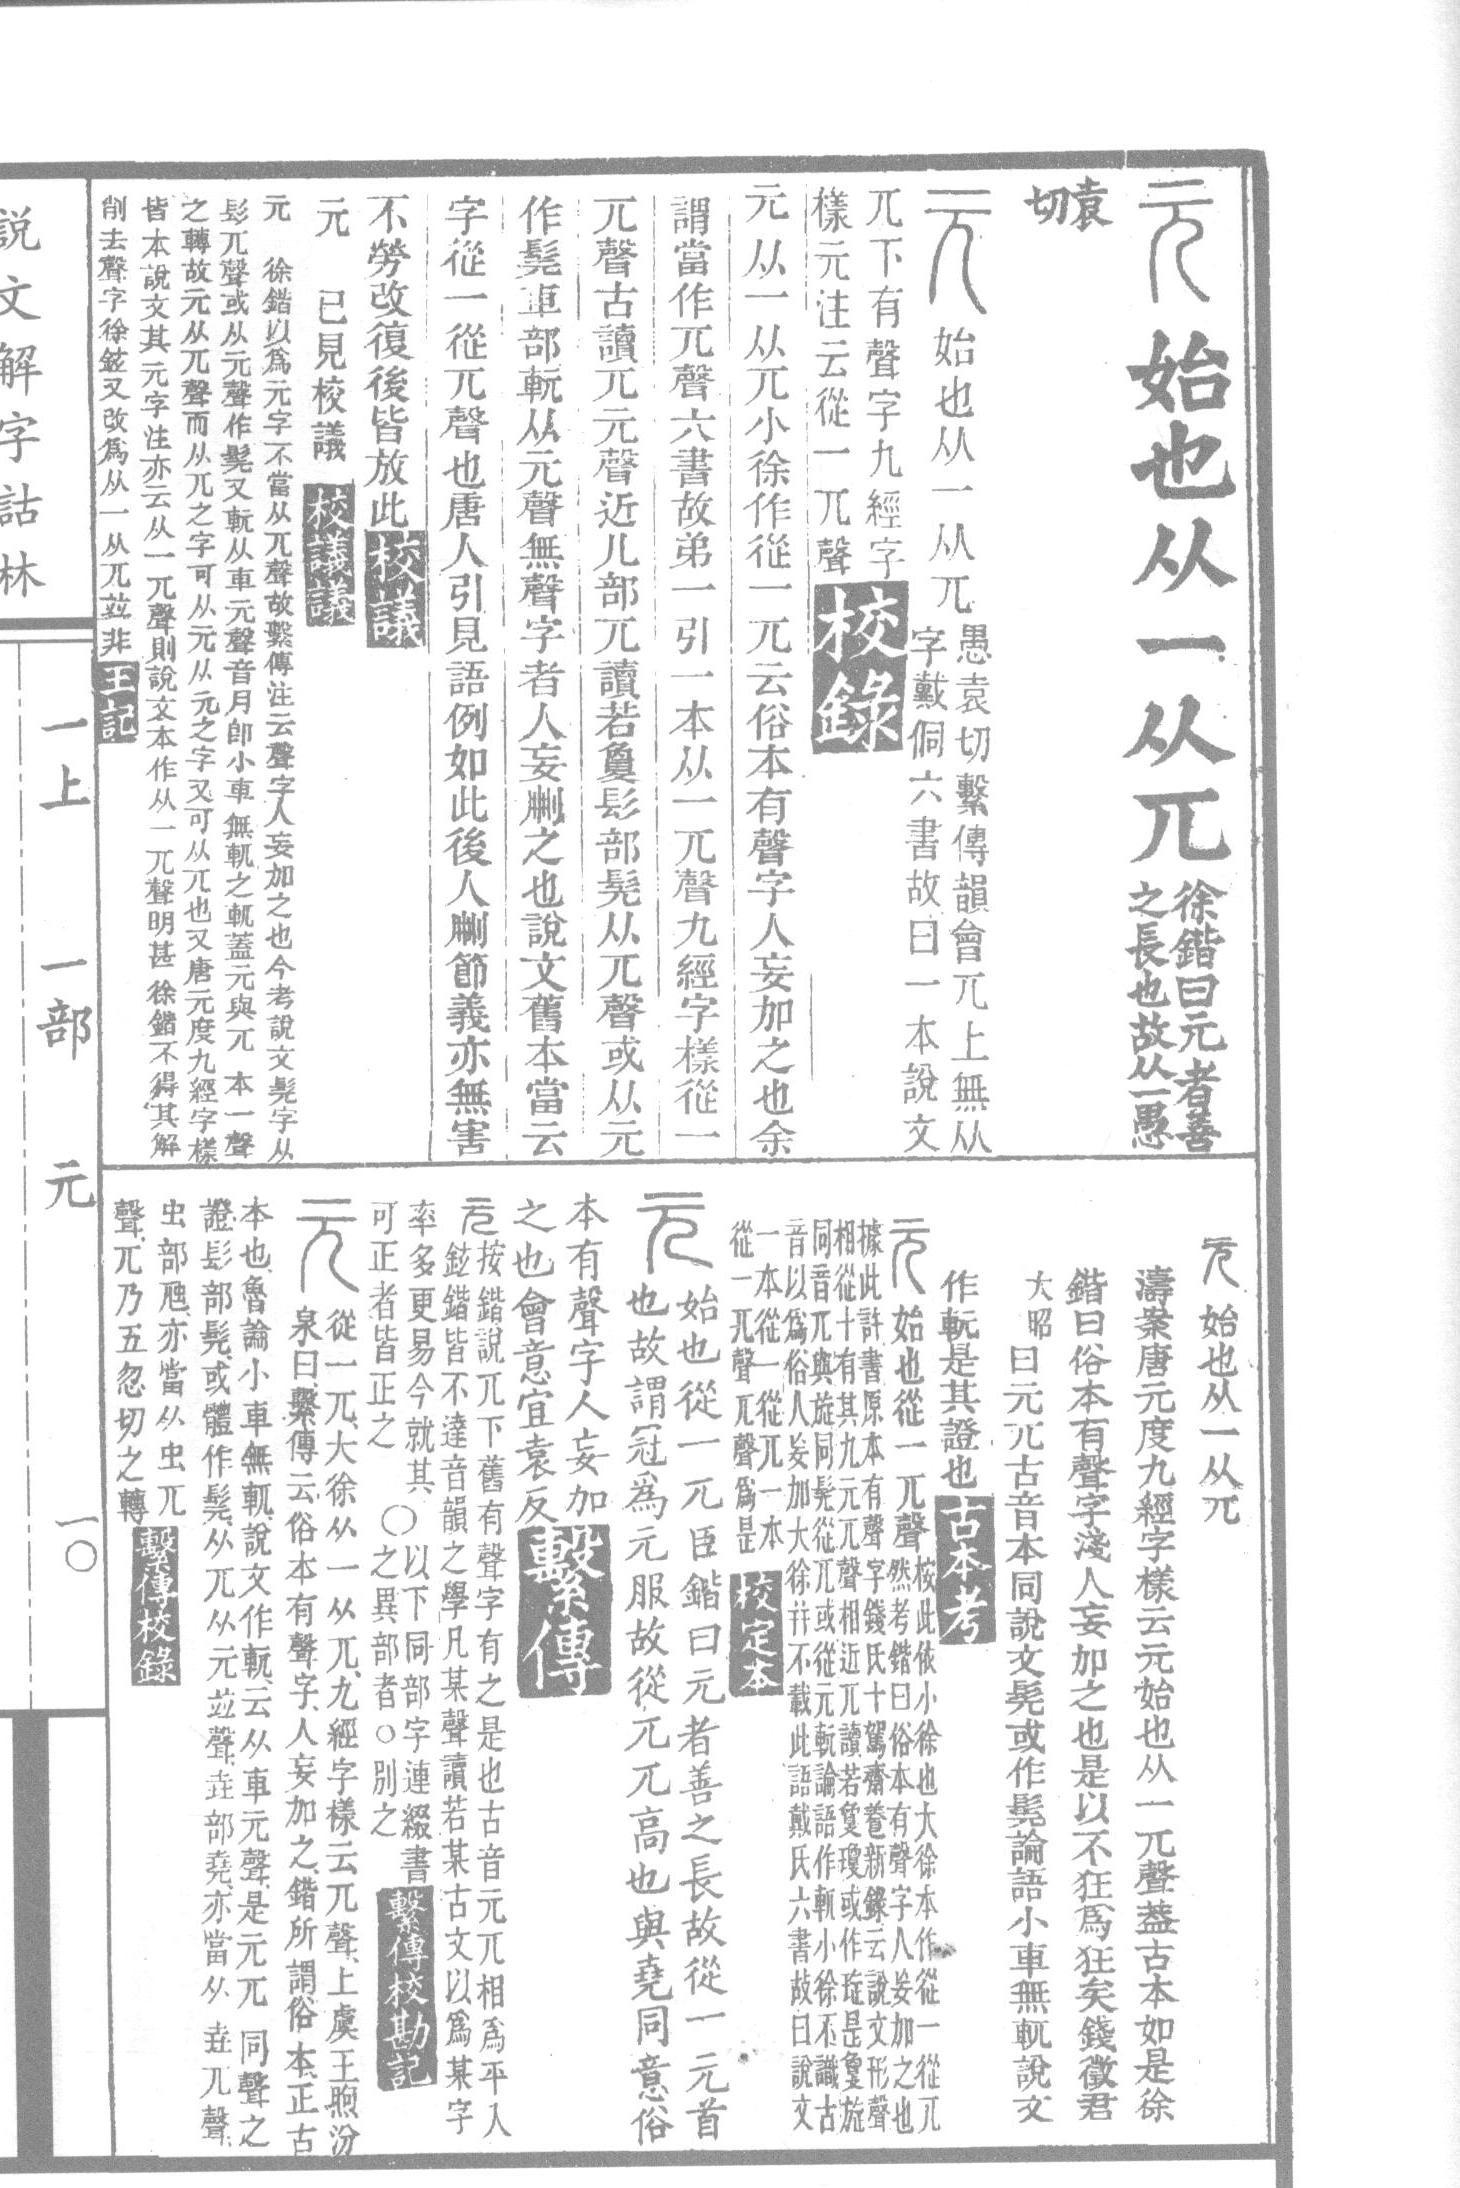 元 始也从一从兀 徐鍇曰元者善
之長也故从一愚
袁切
元 始也从一从兀 愚袁切繫傳韻會兀上無从
字戴侗六書故曰一本說文
兀下有聲字九經字
樣元注云從一兀聲 校錄
元从一从兀小徐作從一兀云俗本有聲字人妄加之也余
謂當作兀聲六書故弟一引一本从一兀聲九經字樣從一
兀聲古讀兀元聲近儿部兀讀若敻髟部髡从兀聲或从元
作髨車部軏从元聲無聲字者人妄刪之也說文舊本當云
字從一從兀聲也唐人引見語例如此後人刪節義亦無害
不勞改復後皆放此 校議
元 已見校議 校議議
元 徐鍇以爲元字不當从兀聲故繫傳注云聲字人妄加之也今考說文髡字从
髟兀聲或从元聲作髨又軏从車元聲音月卽小車無軏之軏蓋元與兀本一聲
之轉故元从兀聲而从兀之字可从元从元之字又可从兀也又唐元度九經字樣
皆本說文其元字注亦云从一兀聲則說文本作从一兀聲明甚徐鍇不得其解
削去聲字徐鉉又改爲从一从兀並非 王記
元 始也从一从兀
濤案唐元度九經字樣云元始也从一兀聲葢古本如是徐
鍇曰俗本有聲字淺人妄加之也是以不狂爲狂矣錢徵君
大昭曰元兀古音本同說文髡或作髨論語小車無軏說文
作軏是其證也 古本考
元 始也從一兀聲 按此依小徐也大徐本作從一從兀
然考鍇曰俗本有聲字人妄加之也
據此許書原本有聲字錢氏十駕齋養新錄云說文形聲
相從十有其九元兀聲相近兀讀若敻瓊或作琁是敻旋
同音兀與旋同髡從兀或從元軏論語作軏小徐不識古
音以爲俗人妄加大徐并不載此語戴氏六書故曰說文
一本從一從兀一本
從一兀聲兀聲爲是 校定本
元 始也從一兀臣鍇曰元者善之長故從一元首
也故謂冠爲元服故從兀兀高也與堯同意俗
本有聲字人妄加
之也會意宜袁反 繫傳
元 按鍇說兀下舊有聲字有之是也古音元兀相爲平入
鉉鍇皆不達音韻之學凡某聲讀若某古文以爲某字
率多更易今就其〇以下同部字連綴書
可正者皆正之〇之異部者〇別之 繫傳校勘記
元 從一兀、大徐从一从兀、九經字樣云兀聲、上虞王煦汾
泉曰、繫傳云、俗本有聲字、人妄加之、鍇所謂俗本、正古
本也、魯論小車無軏、說文作軏、云从車元聲、是元兀同聲之
證、髟部髡、或體作髨、从兀从元並聲、垚部堯、亦當从垚兀聲、
虫部虺、亦當从虫兀
聲、兀乃五忽切之轉 繫傳校錄
說文解字詁林
一上 一部 元
一〇